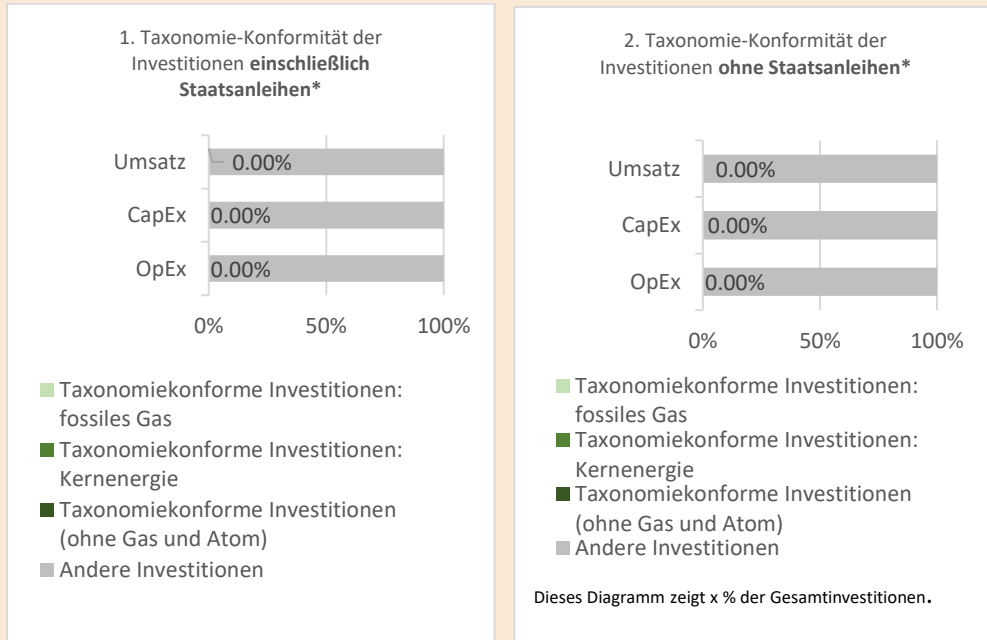 1. Taxonomie-Konformität der
Investitionen einschließlich
Staatsanleihen*
Umsatz
0.00%
CapEx
0.00%
OpEx
0.00%
0%
50%
100%
Taxonomiekonforme Investitionen:
fossiles Gas
Taxonomiekonforme Investitionen:
Kernenergie
Taxonomiekonforme Investitionen
(ohne Gas und Atom)
Andere Investitionen
2. Taxonomie-Konformität der
Investitionen ohne Staatsanleihen*
Umsatz
0.00%
CapEx
0.00%
OpEx
0.00%
0%
50%
100%
Taxonomiekonforme Investitionen:
fossiles Gas
Taxonomiekonforme Investitionen:
Kernenergie
Taxonomiekonforme Investitionen
(ohne Gas und Atom)
Andere Investitionen
Dieses Diagramm zeigt x % der Gesamtinvestitionen.